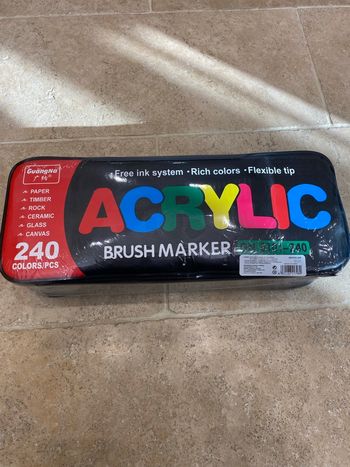 GuangNa
Free ink system · Rich colors · Flexible tip
PAPER
TIMBER
ROCK
CERAMIC
GLASS
CANVAS
ACRYLIC
240
COLORS/PCS
BRUSH MARKER